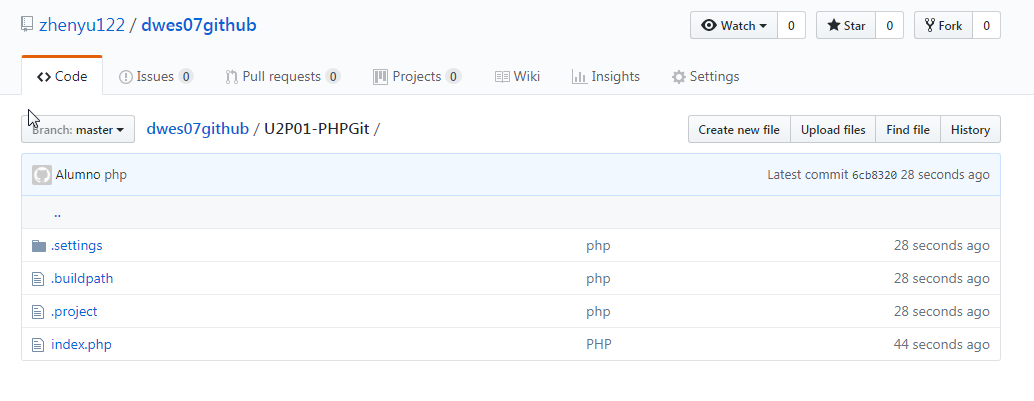 zhenyu122 / dwes07github
Watch 0 Star 0 Fork 0
Code Issues 0 Pull requests 0 Projects 0 Wiki Insights Settings
Branch: master dwes07github / U2P01-PHPGit /
Create new file Upload files Find file History
Alumno php Latest commit 6cb8320 28 seconds ago
..
.settings php 28 seconds ago
.buildpath php 28 seconds ago
.project php 28 seconds ago
index.php PHP 44 seconds ago